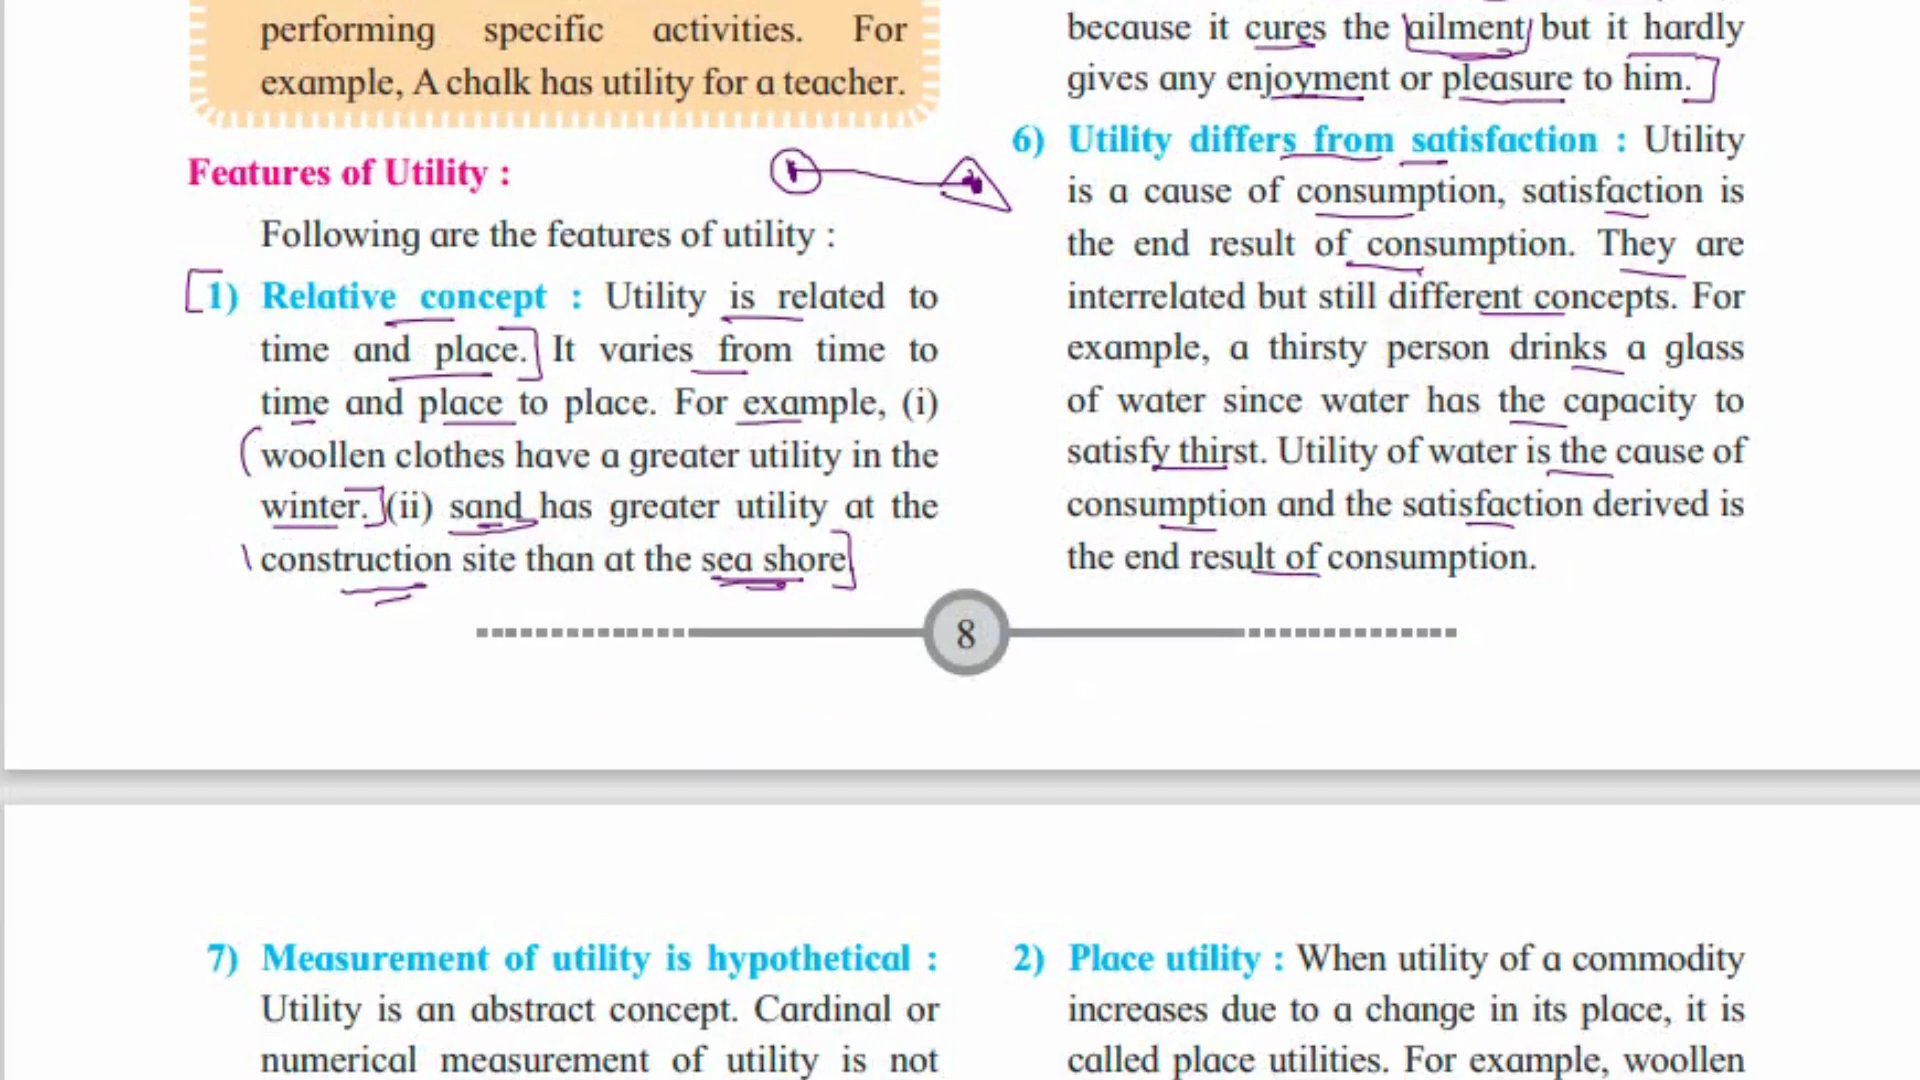 performing specific activities. For
example, A chalk has utility for a teacher.
Features of Utility :
Following are the features of utility :
1) Relative concept : Utility is related to
time and place. It varies from time to
time and place to place. For example, (i)
woollen clothes have a greater utility in the
winter. (ii) sand has greater utility at the
construction site than at the sea shore.
because it cures the ailment but it hardly
gives any enjoyment or pleasure to him.
6) Utility differs from satisfaction : Utility
is a cause of consumption, satisfaction is
the end result of consumption. They are
interrelated but still different concepts. For
example, a thirsty person drinks a glass
of water since water has the capacity to
satisfy thirst. Utility of water is the cause of
consumption and the satisfaction derived is
the end result of consumption.
8
7) Measurement of utility is hypothetical :
Utility is an abstract concept. Cardinal or
numerical measurement of utility is not
2) Place utility : When utility of a commodity
increases due to a change in its place, it is
called place utilities. For example, woollen